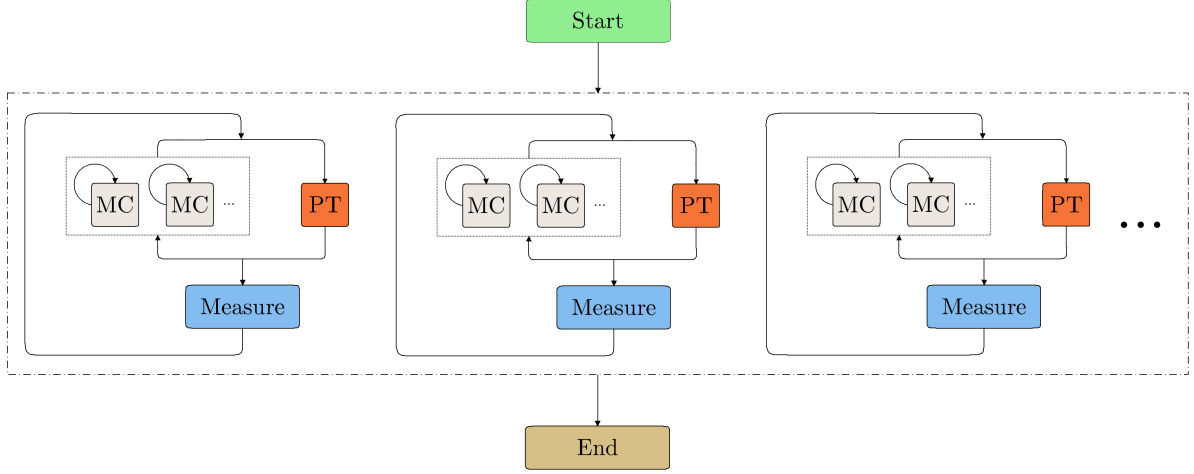 Start
MC MC ... PT
MC MC ... PT
MC MC ... PT
...
Measure
Measure
Measure
End